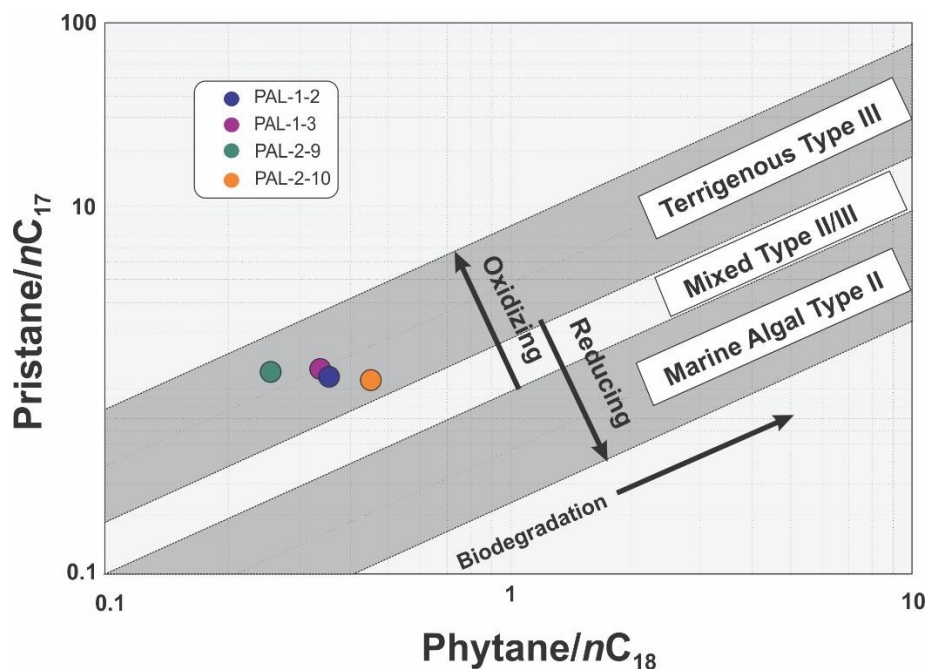 100
10
0.1
Pristane/nC₁₇
PAL-1-2
PAL-1-3
PAL-2-9
PAL-2-10
Terrigenous Type III
Mixed Type II/III
Marine Algal Type II
Oxidizing
Reducing
Biodegradation
0.1
1
10
Phytane/nC₁₈